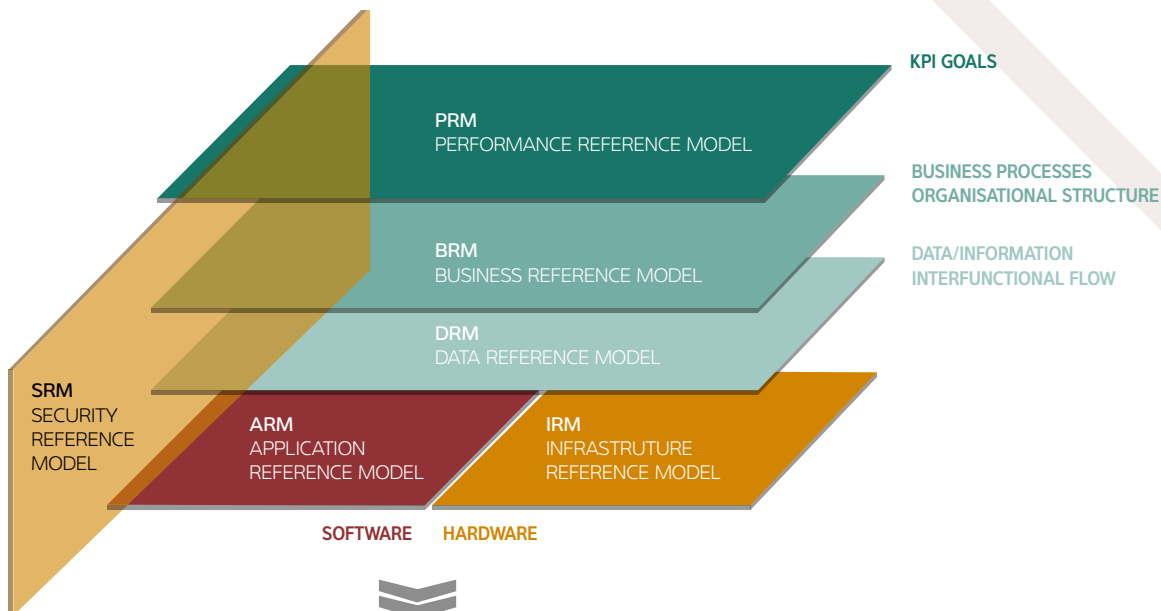 KPI GOALS
PRM
PERFORMANCE REFERENCE MODEL
BUSINESS PROCESSES
ORGANISATIONAL STRUCTURE
BRM
BUSINESS REFERENCE MODEL
DATA/INFORMATION
INTERFUNCTIONAL FLOW
DRM
DATA REFERENCE MODEL
SRM
SECURITY
REFERENCE
MODEL
ARM
APPLICATION
REFERENCE MODEL
IRM
INFRASTRUTURE
REFERENCE MODEL
SOFTWARE
HARDWARE